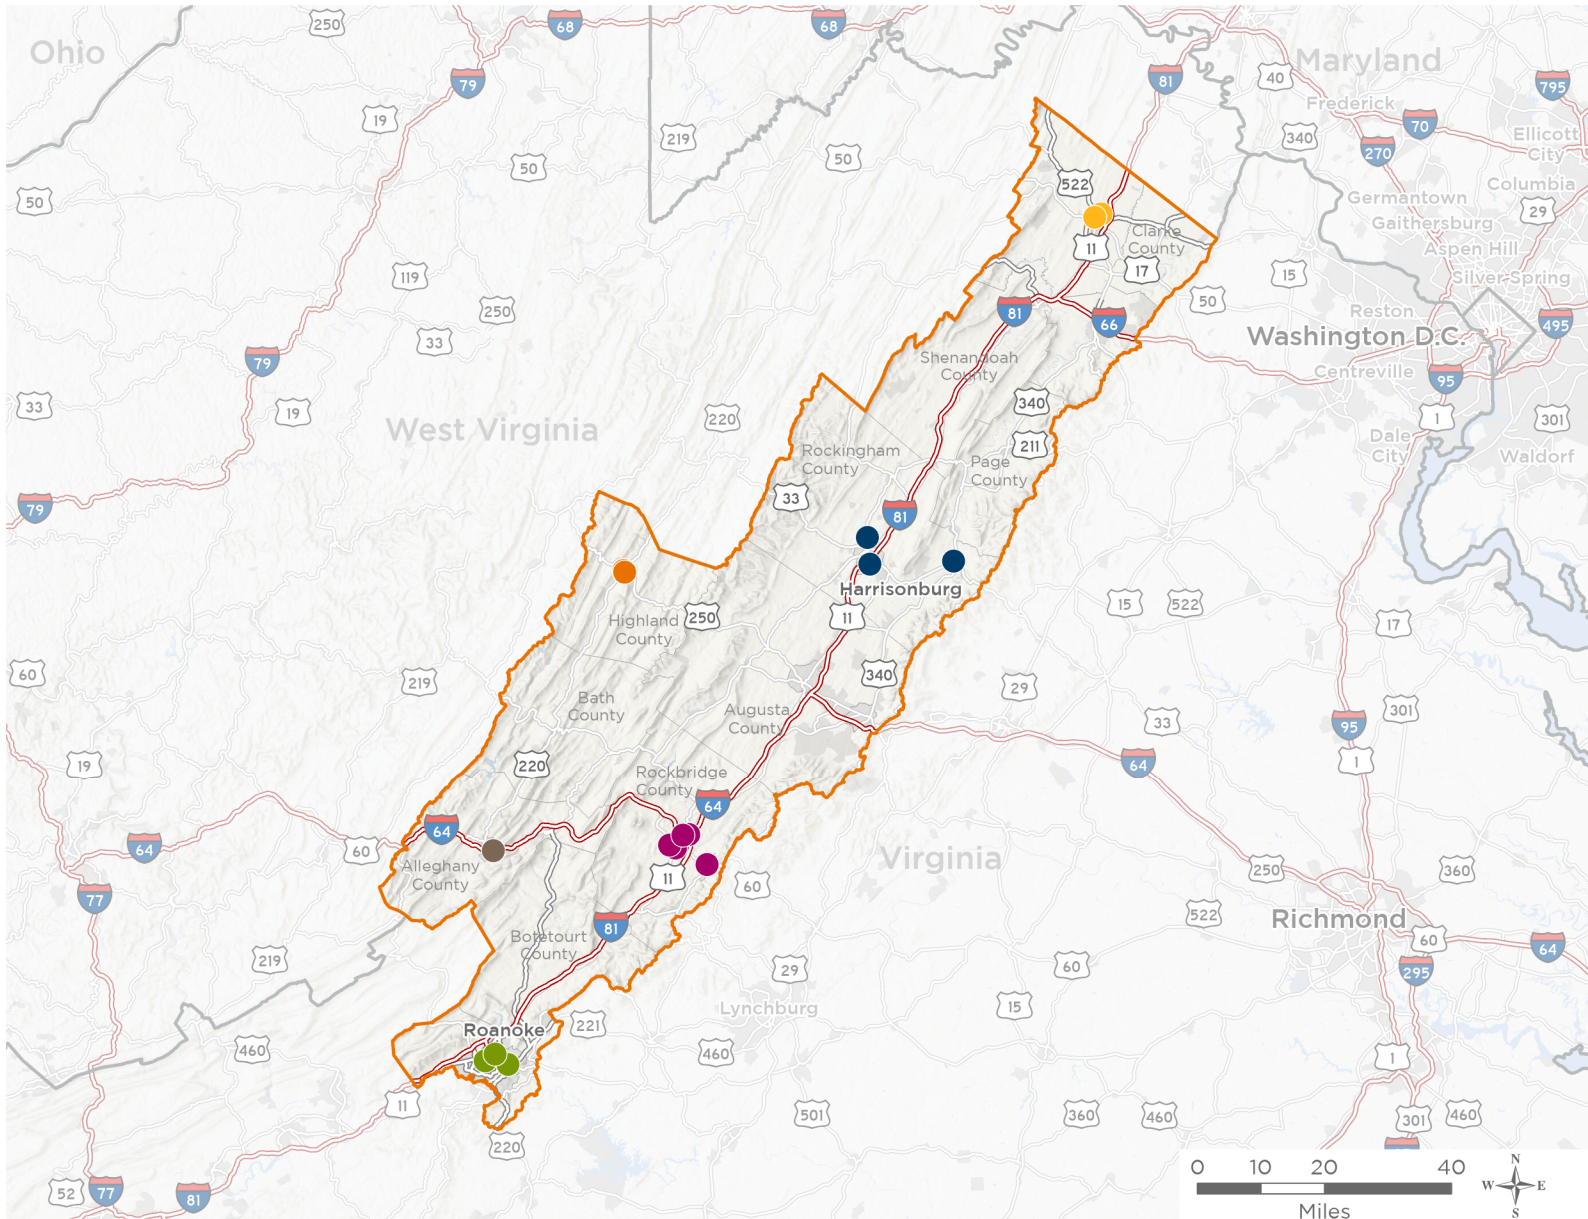 250
68
68
Ohio
Maryland
79
81
40
795
Frederick
19
70
219
340
Ellicott
City
270
50
50
522
Columbia
50
Germantown
29
Gaithersburg
Clarke
County
11
Aspen Hill
119
17
15
Silver Spring
250
50
81
Reston
66
495
33
Washington D.C.
79
Shenandoah
County
Centreville
95
33
19
340
220
1
301
West Virginia
211
Dale
City
Waldorf
Rockingham
County
Page
County
33
79
81
Harrisonburg
15
522
Highland
County
250
11
17
60
340
219
29
Bath
County
301
Augusta
County
33
95
220
19
Rockbridge
County
64
1
64
64
64
60
Virginia
Alleghany
County
250
360
11
60
77
522
Richmond
81
Botetourt
County
60
64
219
29
60
295
Lynchburg
15
Roanoke
221
460
460
1
11
501
360
460
301
460
220
52
77
81
0 10 20 40
Miles
N
W E
S